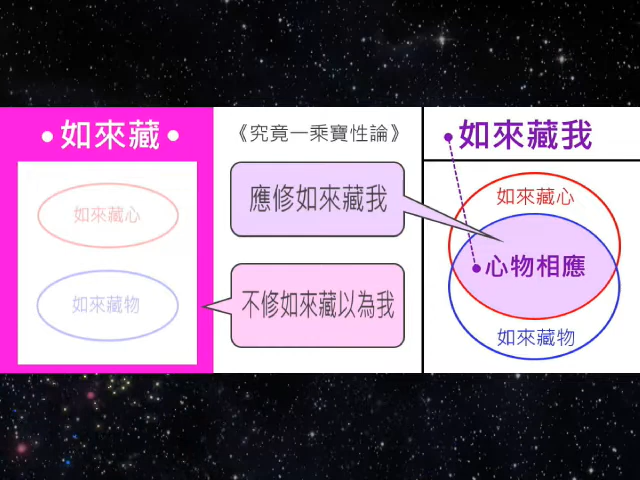 •如來藏•
如來藏心
如來藏物
《究竟一乘寶性論》
應修如來藏我
不修如來藏以為我
•如來藏我
如來藏心
•心物相應
如來藏物